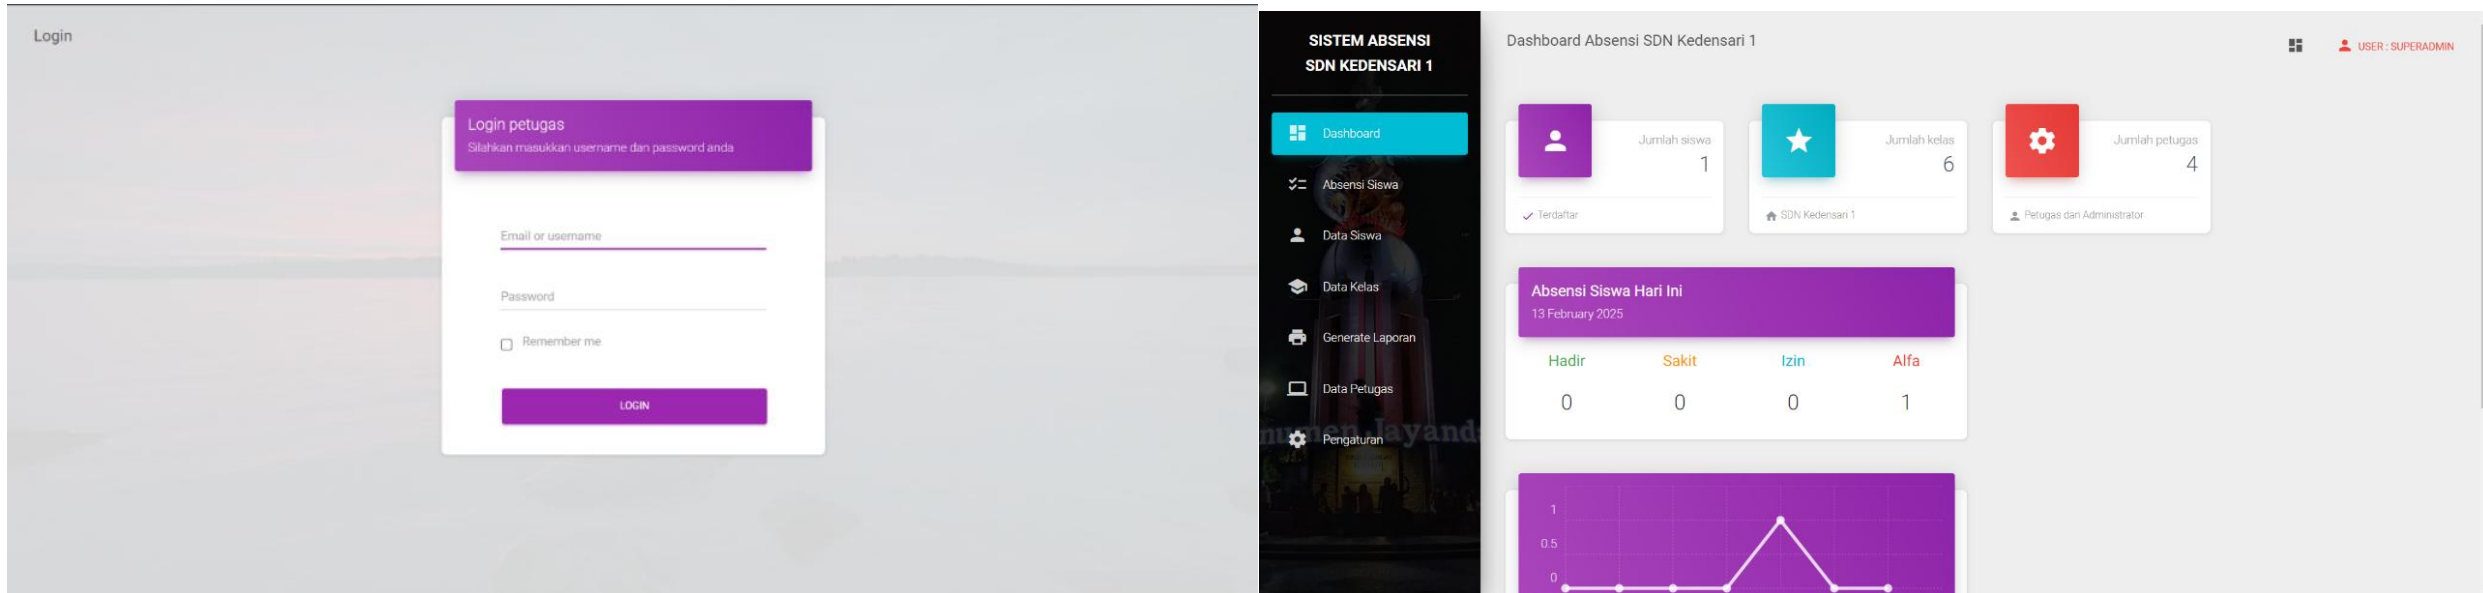 Login
Login petugas
Silahkan masukkan username dan password anda
Email or username
Password
Remember me
LOGIN
SISTEM ABSENSI
SDN KEDENSARI 1
Dashboard
Absensi Siswa
Data Siswa
Data Kelas
Generate Laporan
Data Petugas
Pengaturan
numen Jayand
Dashboard Absensi SDN Kedensari 1
USER : SUPERADMIN
Jumlah siswa
1
Terdaftar
Jumlah kelas
6
SDN Kedensari 1
Jumlah petugas
4
Petugas dan Administrator
Absensi Siswa Hari Ini
13 February 2025
Hadir Sakit Izin Alfa
0 0 0 1
1
0.5
0